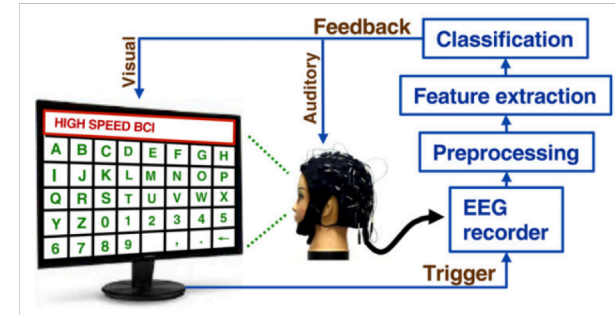 Feedback
Classification
Visual
Auditory
Feature extraction
HIGH SPEED BCI
A B C D E F G H
I J K L M N O P
Q R S T U V W X
Y Z 0 1 2 3 4 5
6 7 8 9 , . ←
Preprocessing
EEG
recorder
Trigger